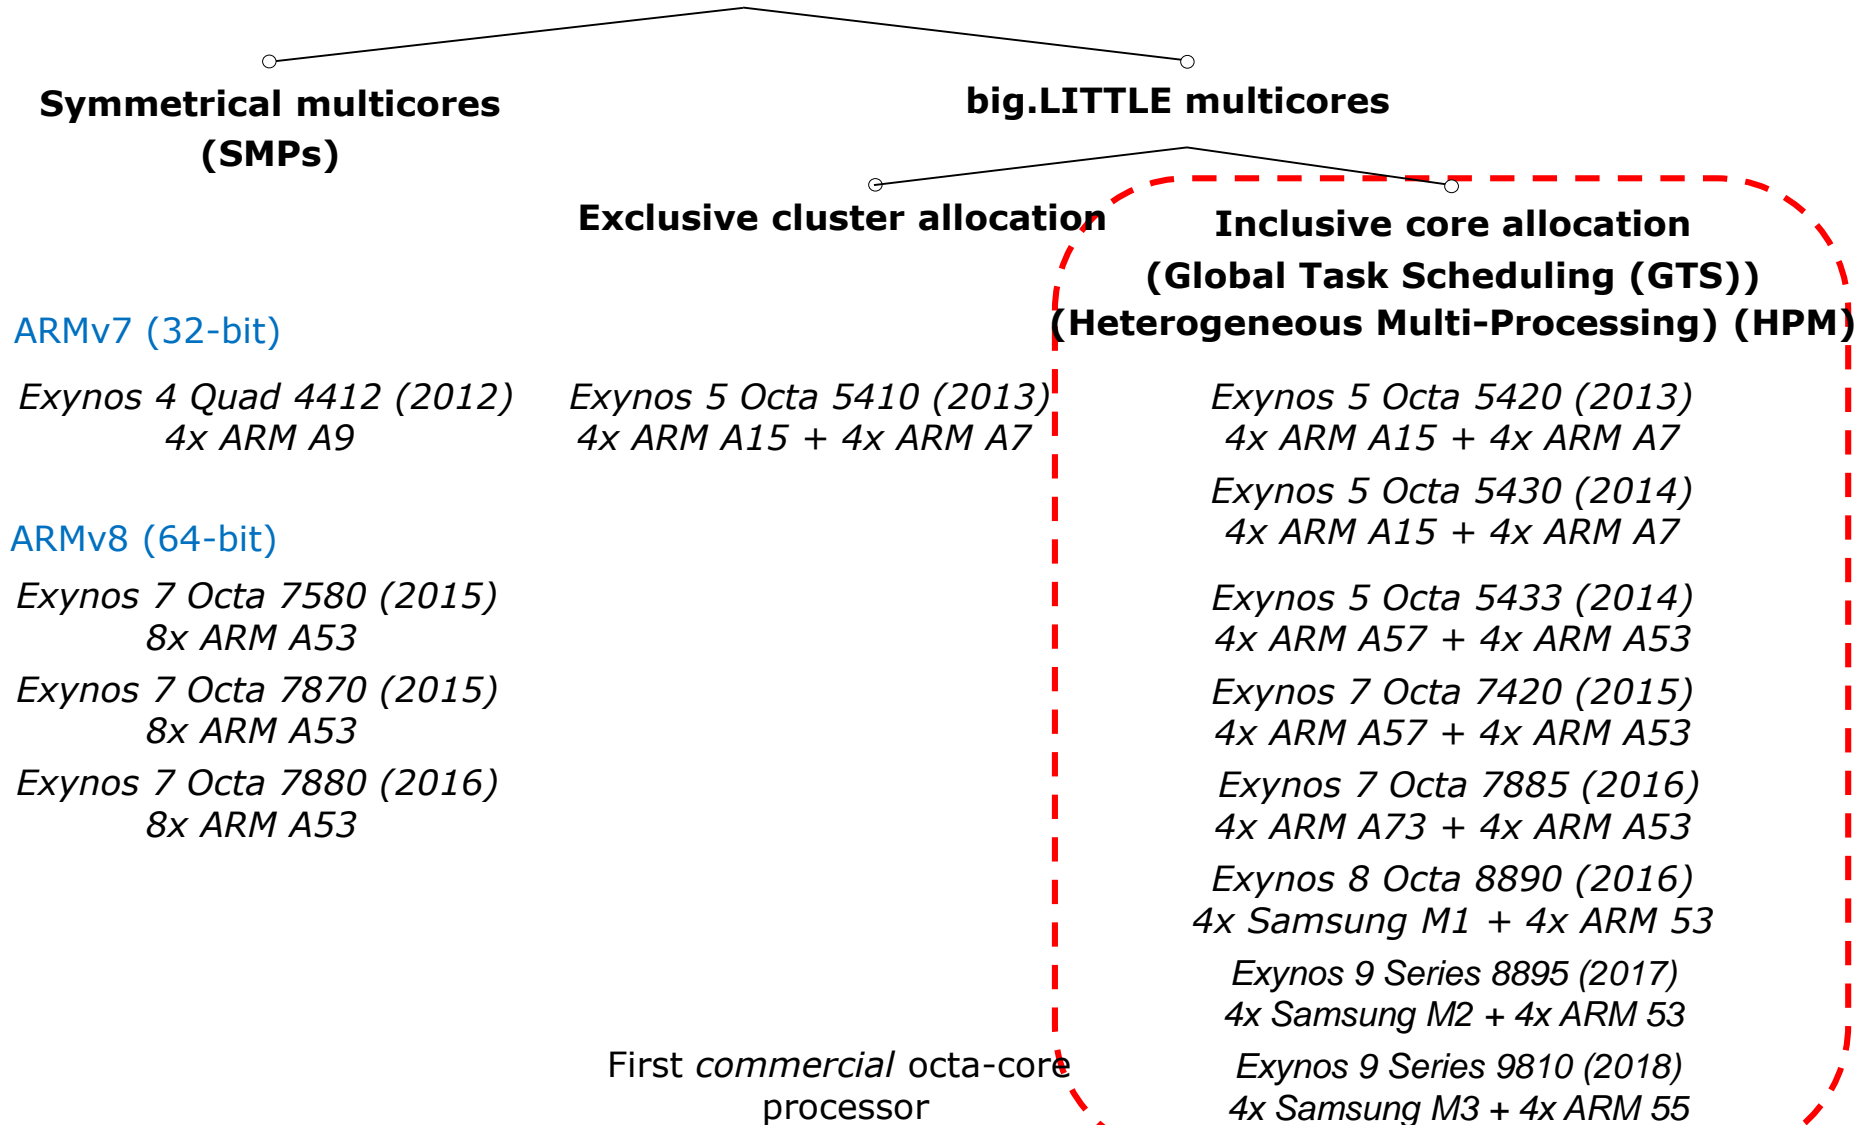 Symmetrical multicores
(SMPs)
big.LITTLE multicores
Exclusive cluster allocation
Inclusive core allocation
(Global Task Scheduling (GTS))
(Heterogeneous Multi-Processing) (HPM)
ARMv7 (32-bit)
Exynos 4 Quad 4412 (2012)
4x ARM A9
Exynos 5 Octa 5410 (2013)
4x ARM A15 + 4x ARM A7
Exynos 5 Octa 5420 (2013)
4x ARM A15 + 4x ARM A7
Exynos 5 Octa 5430 (2014)
4x ARM A15 + 4x ARM A7
ARMv8 (64-bit)
Exynos 7 Octa 7580 (2015)
8x ARM A53
Exynos 7 Octa 7870 (2015)
8x ARM A53
Exynos 7 Octa 7880 (2016)
8x ARM A53
Exynos 5 Octa 5433 (2014)
4x ARM A57 + 4x ARM A53
Exynos 7 Octa 7420 (2015)
4x ARM A57 + 4x ARM A53
Exynos 7 Octa 7885 (2016)
4x ARM A73 + 4x ARM A53
Exynos 8 Octa 8890 (2016)
4x Samsung M1 + 4x ARM 53
Exynos 9 Series 8895 (2017)
4x Samsung M2 + 4x ARM 53
Exynos 9 Series 9810 (2018)
4x Samsung M3 + 4x ARM 55
First commercial octa-core
processor